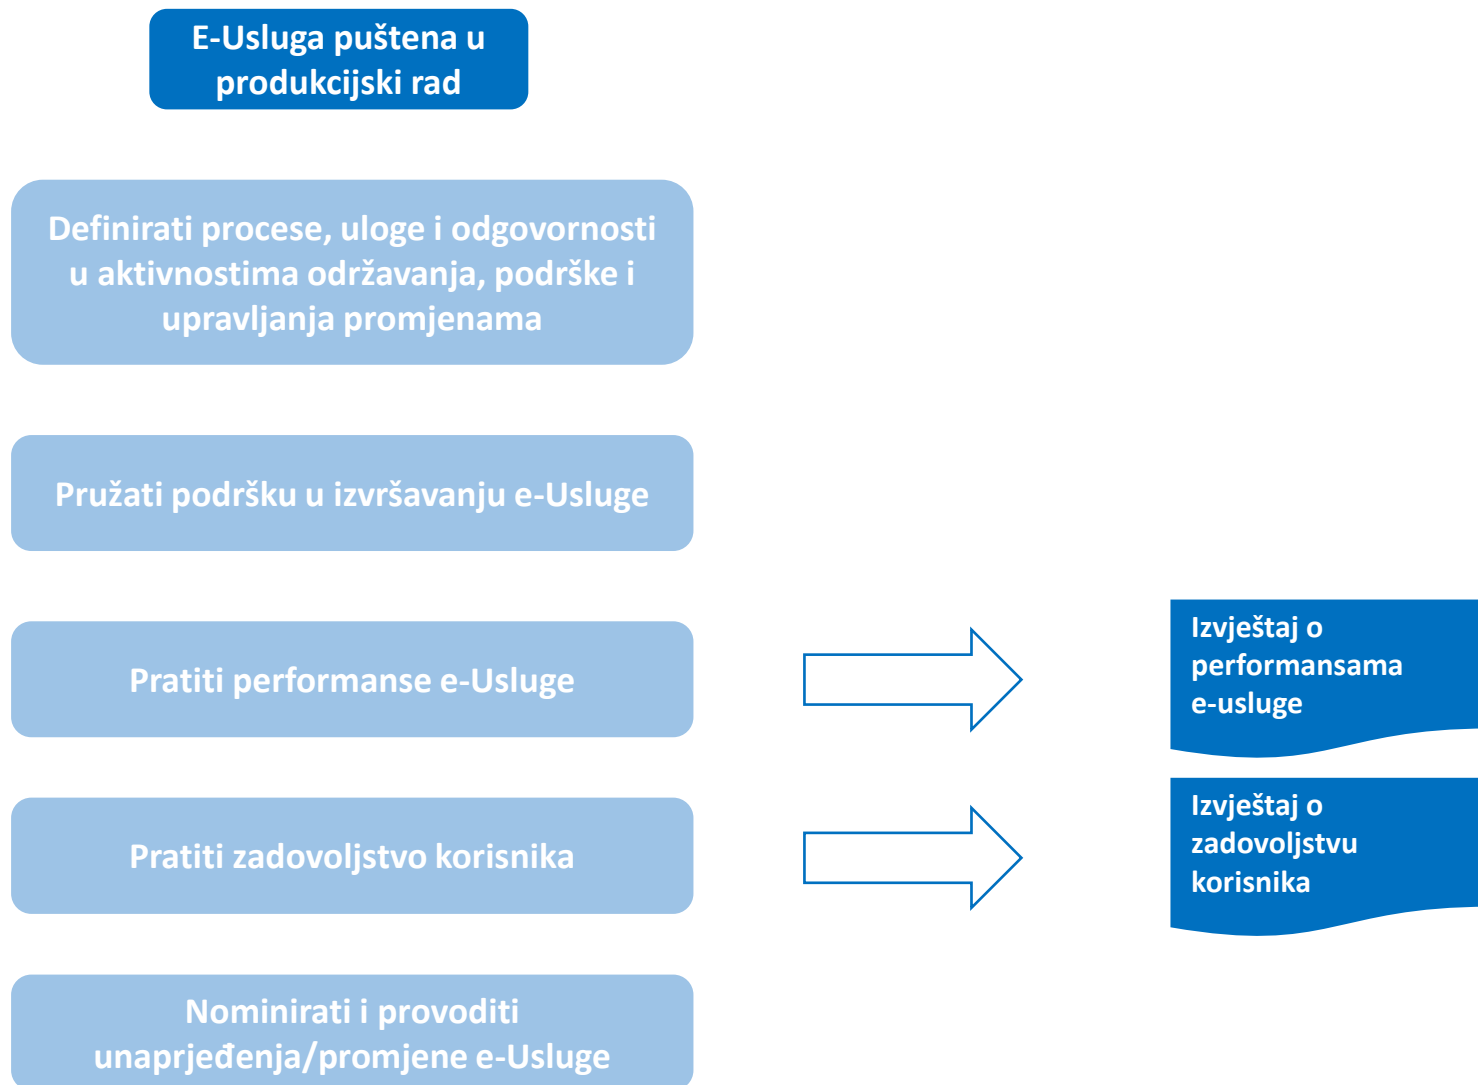 E-Usluga puštena u
produkcijski rad
Definirati procese, uloge i odgovornosti
u aktivnostima održavanja, podrške i
upravljanja promjenama
Pružati podršku u izvršavanju e-Usluge
Pratiti performanse e-Usluge
Izvještaj o
performansama
e-usluge
Pratiti zadovoljstvo korisnika
Izvještaj o
zadovoljstvu
korisnika
Nominirati i provoditi
unaprjeđenja/promjene e-Usluge